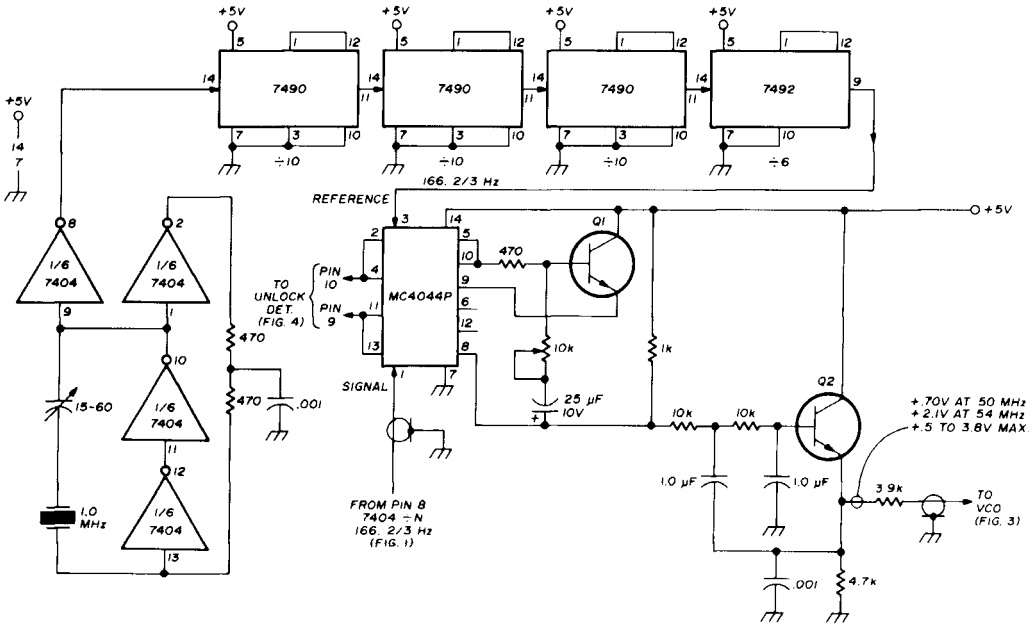 +5V
+5V
+5V
+5V
5
1
12
5
1
12
5
1
12
1
12
14
7490
14
11
7490
14
11
7490
14
11
7492
9
7
3
10
7
3
10
7
3
10
7
10
÷10
÷10
÷10
÷6
+5V
14
7
166. 2/3 Hz
REFERENCE
3
14
+5V
8
1/6
7404
9
2
1/6
7404
1
470
470
.001
10
1/6
7404
11
12
1/6
7404
13
15-60
1.0
MHz
TO
UNLOCK
DET.
(FIG. 4)
PIN
10
PIN
9
2
4
11
13
MC4044P
5
10
9
6
12
8
7
1
SIGNAL
470
Q1
10k
25 µF
10V
+
1k
FROM PIN 8
7404 ÷N
166. 2/3 Hz
(FIG. 1)
10k
10k
Q2
1.0 µF
1.0 µF
+.70V AT 50 MHz
+2.1V AT 54 MHz
+.5 TO 3.8V MAX.
3.9k
TO
VCO
(FIG. 3)
.001
4.7k